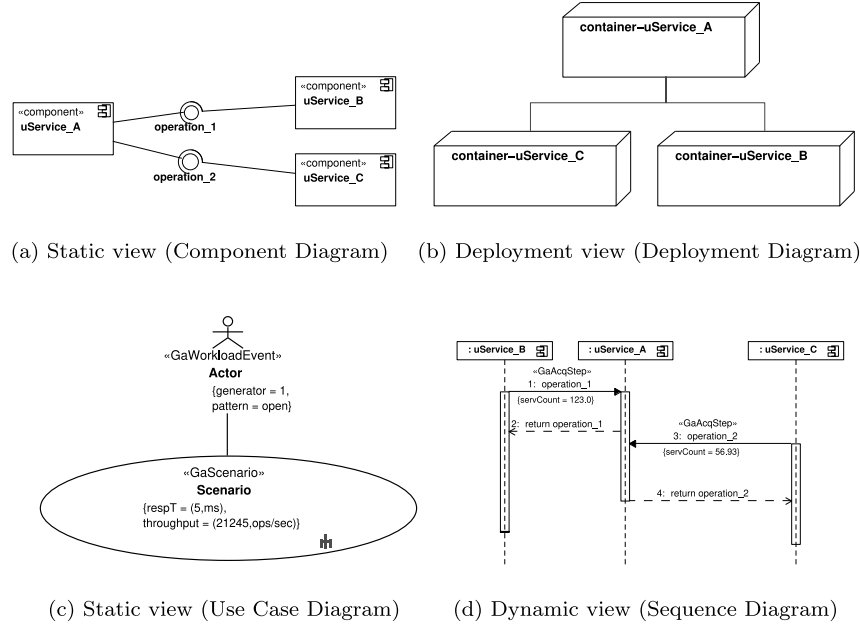 «component»
uService_A
operation_1
operation_2
«component»
uService_B
«component»
uService_C
(a) Static view (Component Diagram)
container−uService_A
container−uService_C
container−uService_B
(b) Deployment view (Deployment Diagram)
«GaWorkloadEvent»
Actor
{generator = 1,
pattern = open}
«GaScenario»
Scenario
{respT = (5,ms),
throughput = (21245,ops/sec)}
(c) Static view (Use Case Diagram)
: uService_B
: uService_A
: uService_C
«GaAcqStep»
1: operation_1
{servCount = 123.0}
2: return operation_1
«GaAcqStep»
3: operation_2
{servCount = 56.93}
4: return operation_2
(d) Dynamic view (Sequence Diagram)